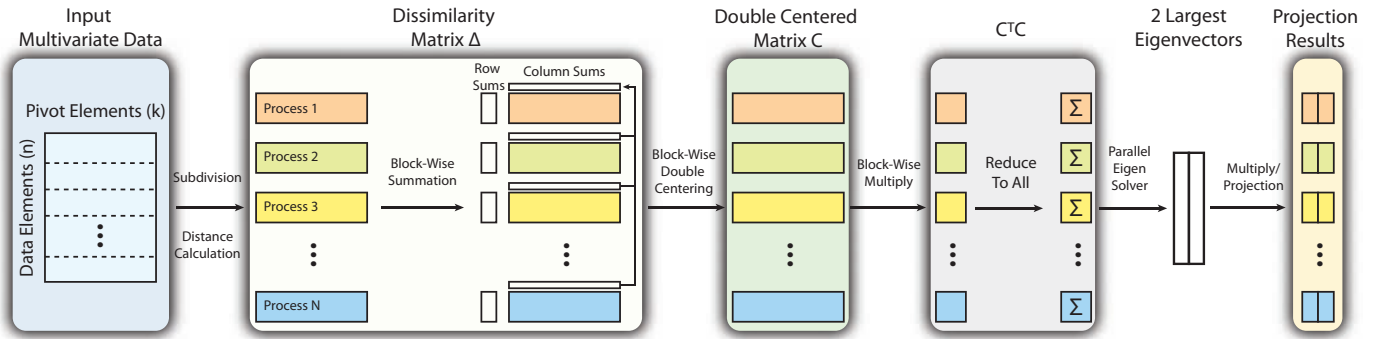 Input
Multivariate Data
Pivot Elements (k)
Data Elements (n)
Subdivision
Distance
Calculation
Dissimilarity
Matrix Δ
Process 1
Process 2
Process 3
Process N
Block-Wise
Summation
Row
Sums
Column Sums
Block-Wise
Double
Centering
Double Centered
Matrix C
Block-Wise
Multiply
CᵀC
Reduce
To All
Σ
Σ
Σ
Σ
Parallel
Eigen
Solver
2 Largest
Eigenvectors
Multiply/
Projection
Projection
Results